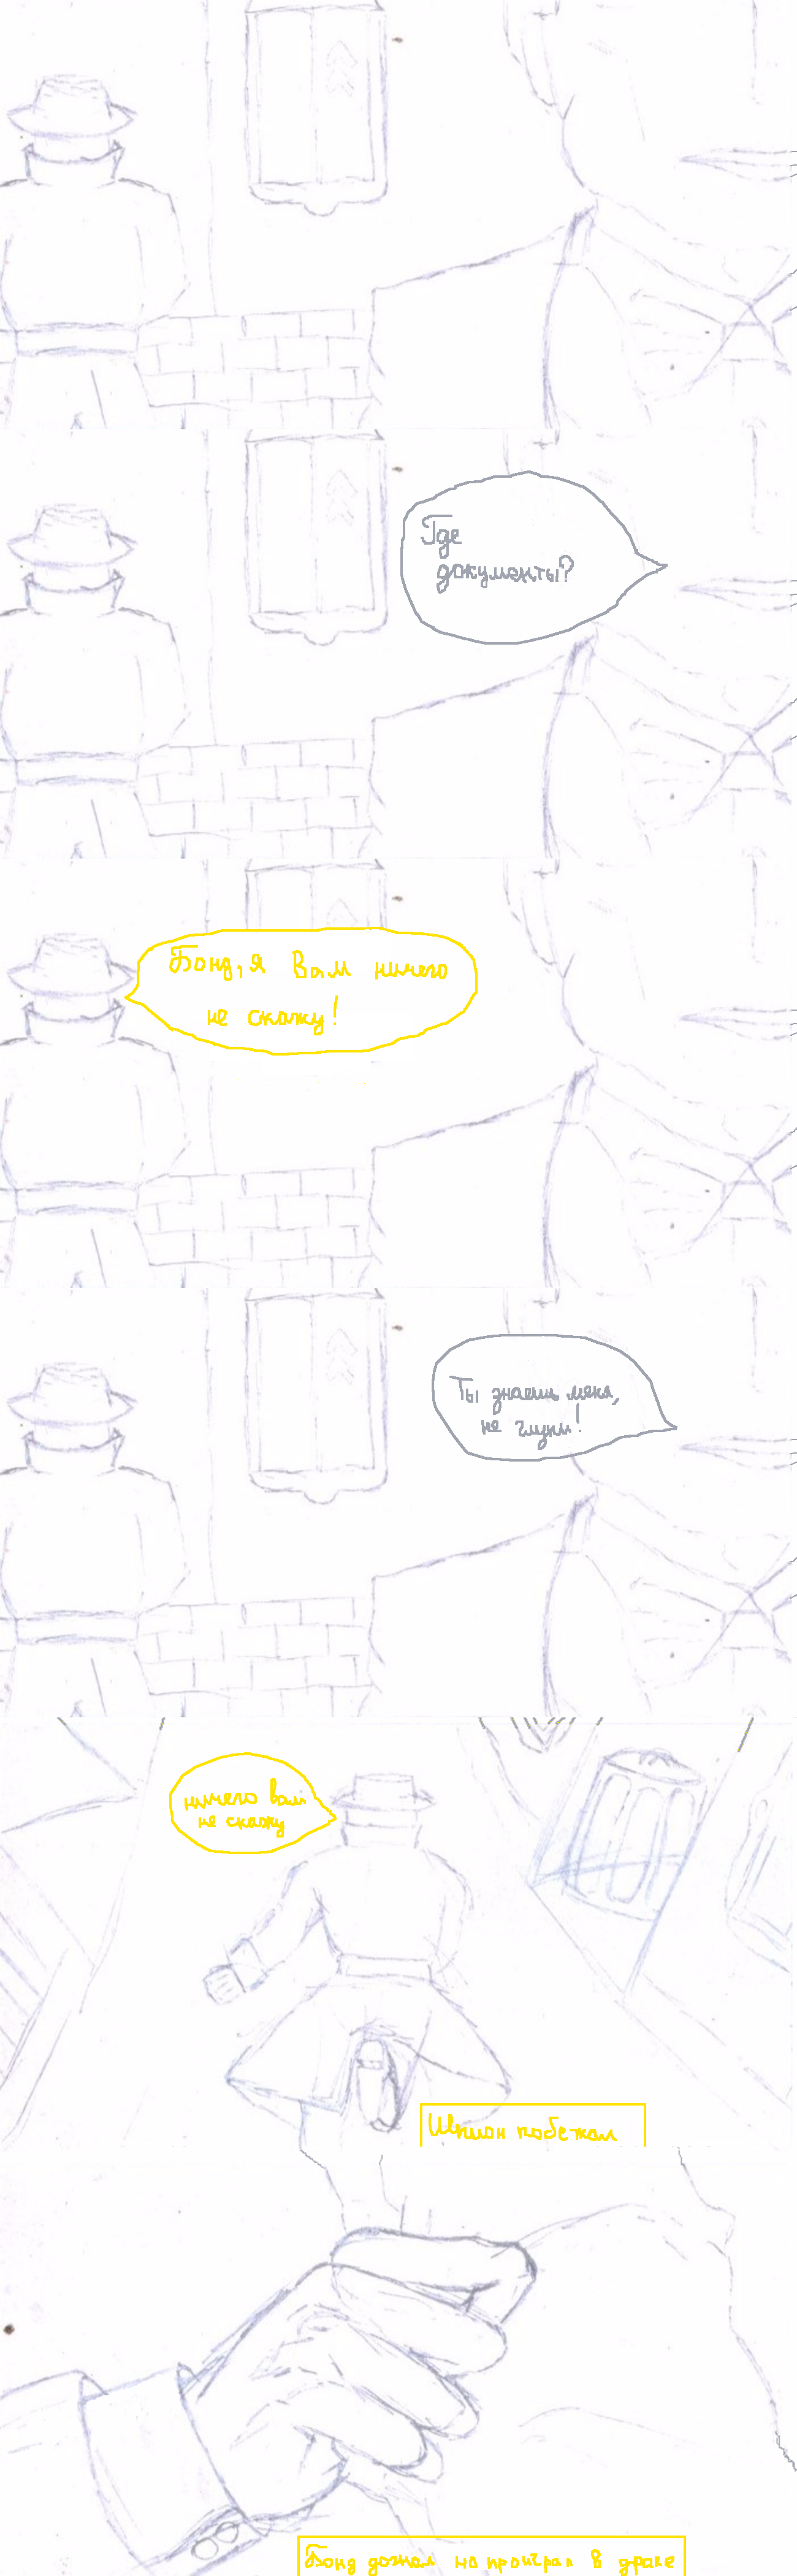 Где
документы?
Бонд, я Вам ничего
не скажу!
Ты знаешь меня,
не глупи!
ничего вам
не скажу
Шпион побежал
Бонд догнал но проиграл в драке